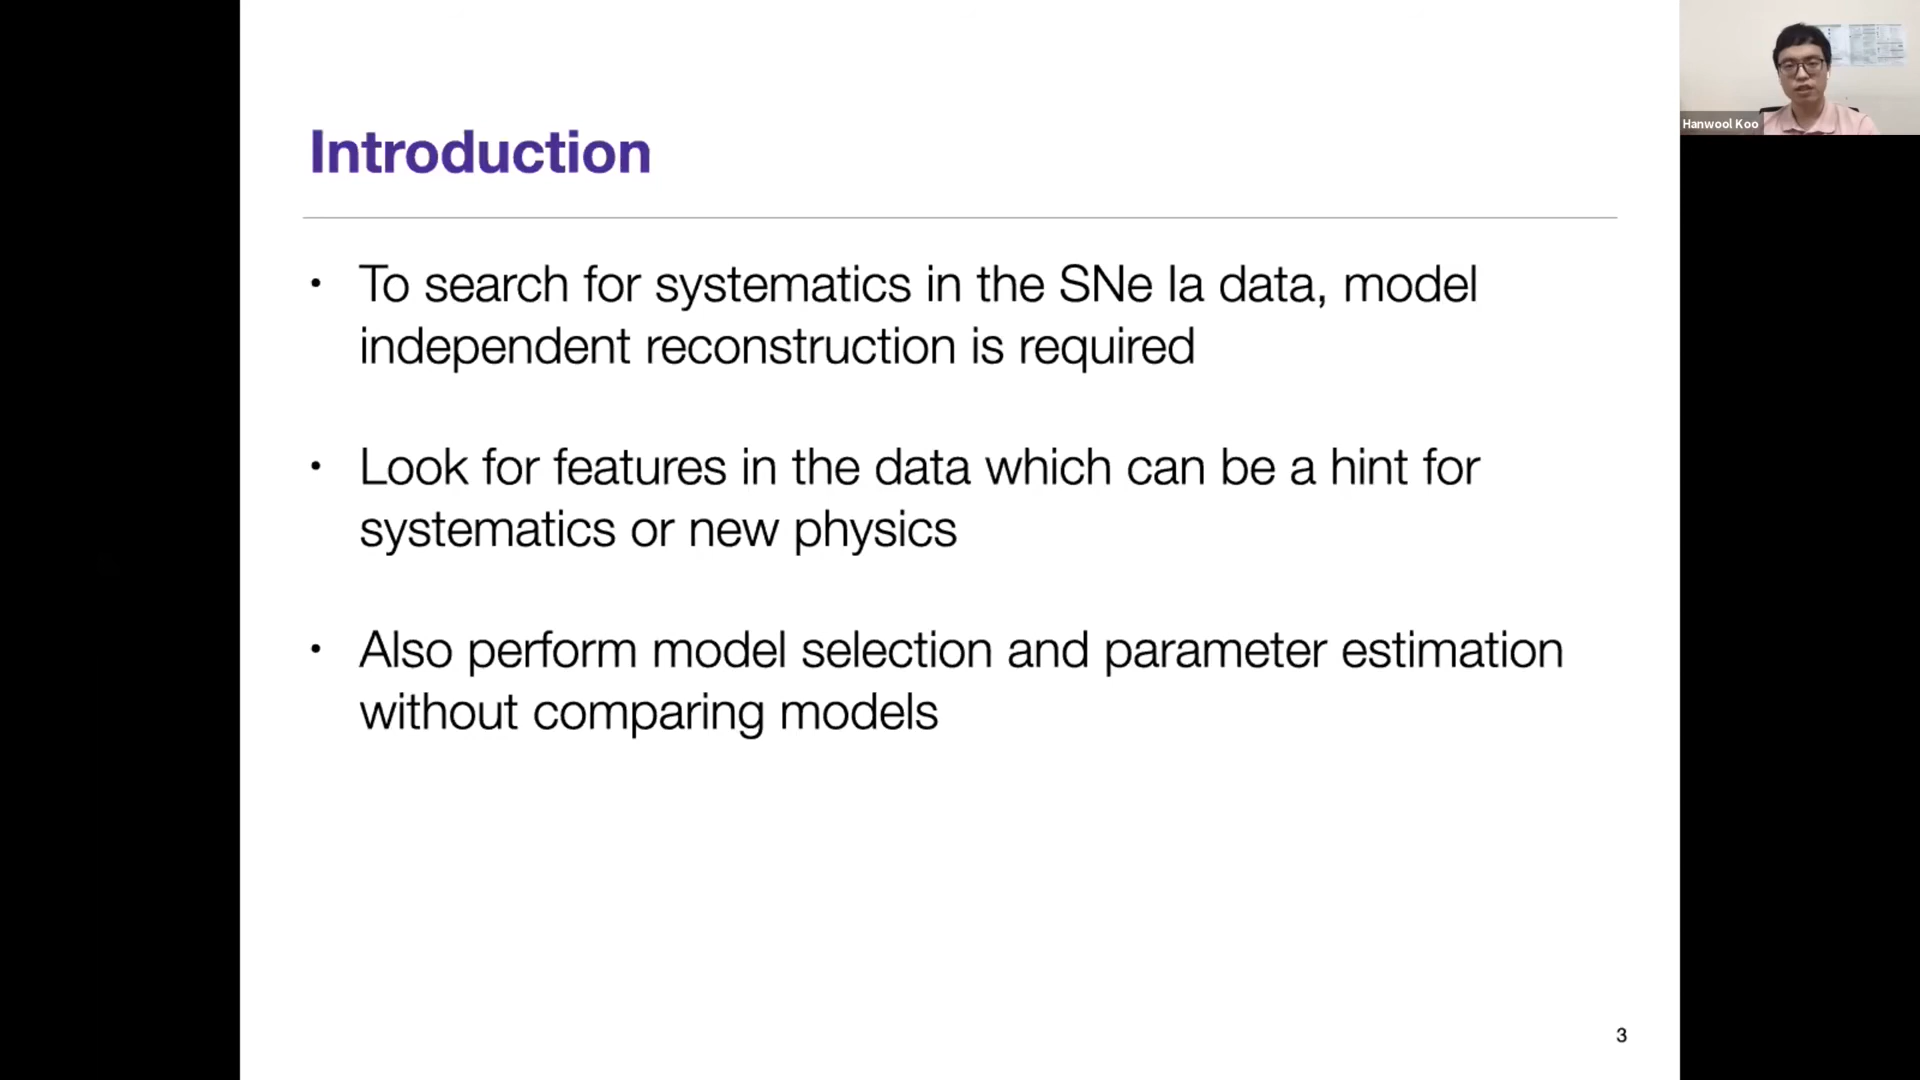 Introduction
• To search for systematics in the SNe Ia data, model
independent reconstruction is required
• Look for features in the data which can be a hint for
systematics or new physics
• Also perform model selection and parameter estimation
without comparing models
3
Hanwool Koo